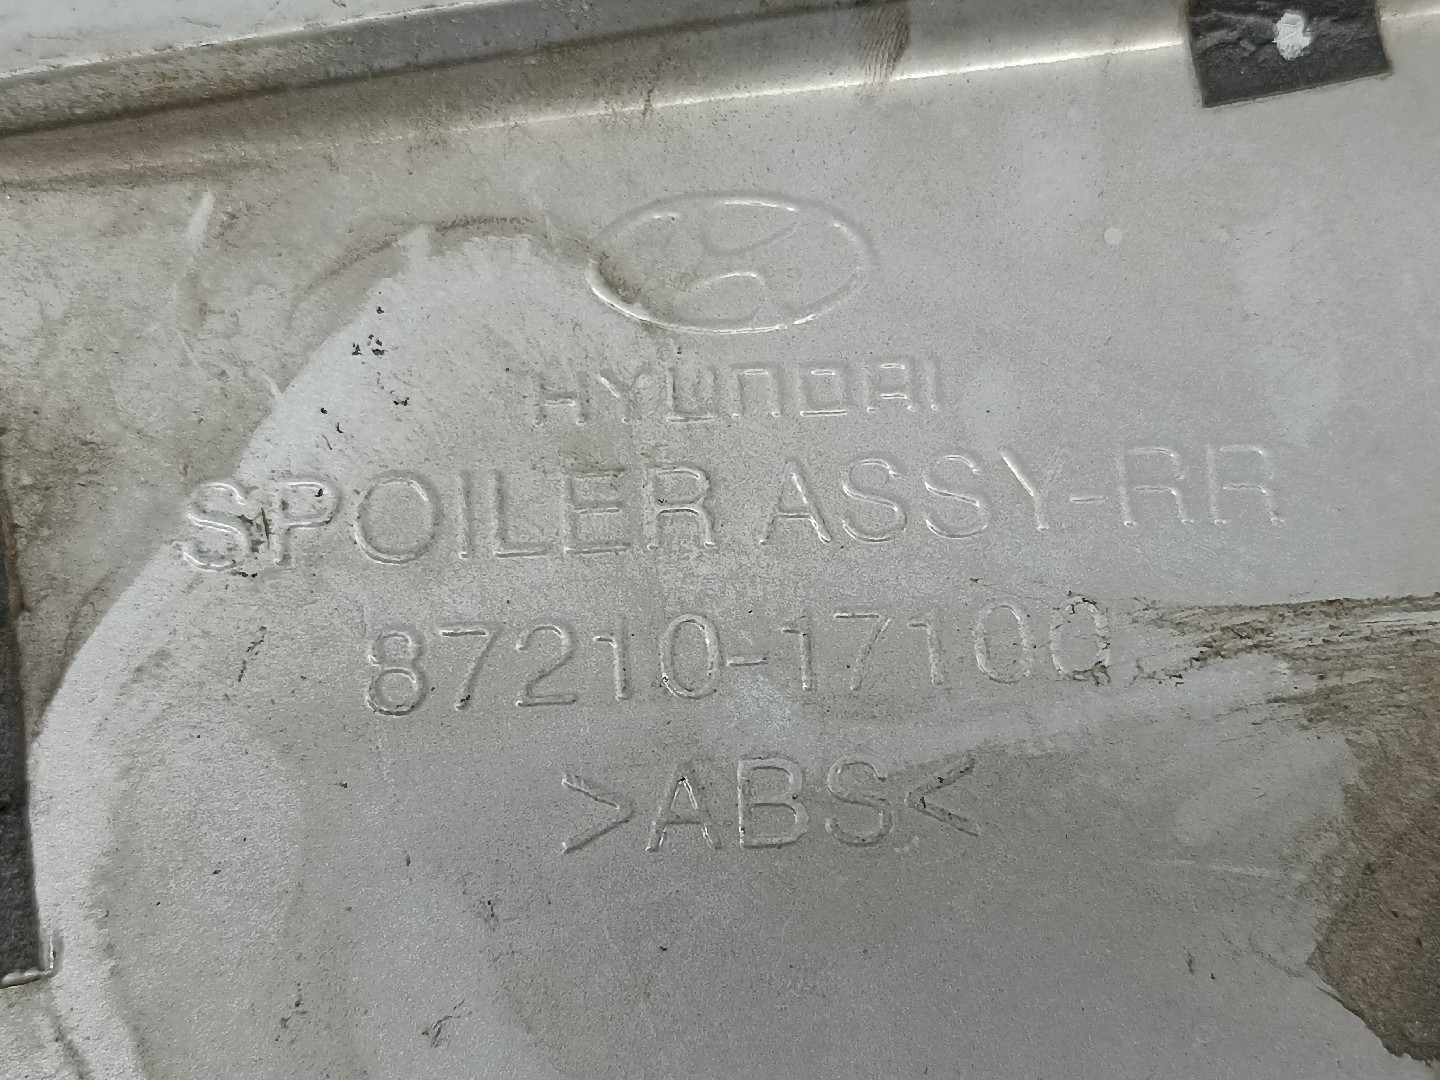 HYUNDAI
SPOILER ASSY-RR
87210-17100
>ABS<